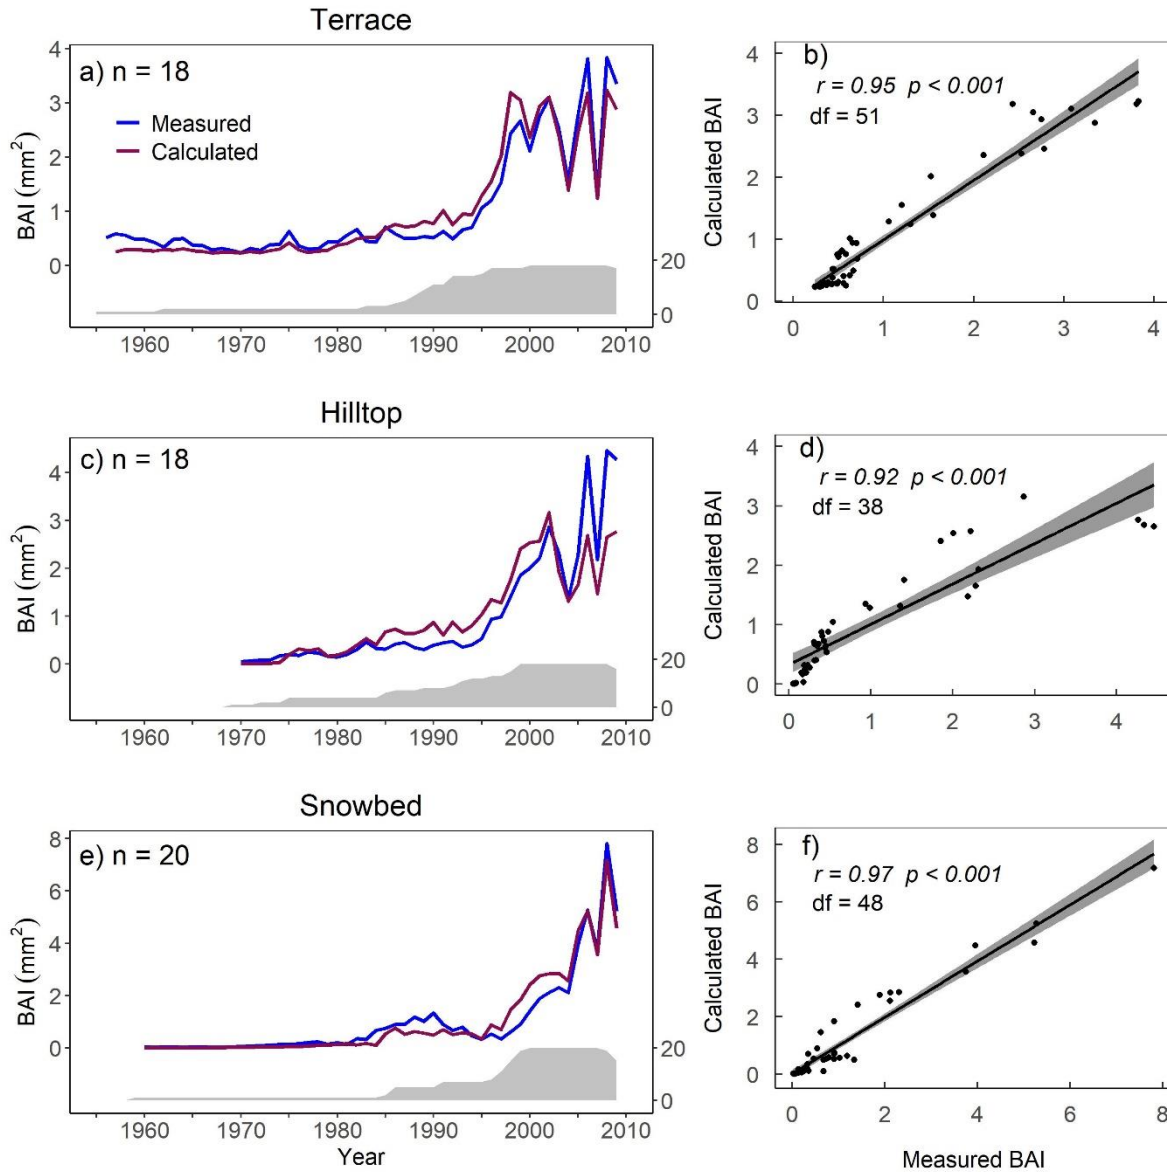 Terrace
a) n = 18
Measured
Calculated
BAI (mm²)
4
3
2
1
0
20
0
1960 1970 1980 1990 2000 2010
b)
r = 0.95 p < 0.001
df = 51
Calculated BAI
4
3
2
1
0
0 1 2 3 4
Hilltop
c) n = 18
BAI (mm²)
4
3
2
1
0
20
0
1960 1970 1980 1990 2000 2010
d)
r = 0.92 p < 0.001
df = 38
Calculated BAI
4
3
2
1
0
0 1 2 3 4
Snowbed
e) n = 20
BAI (mm²)
8
6
4
2
0
20
0
1960 1970 1980 1990 2000 2010
Year
f)
r = 0.97 p < 0.001
df = 48
Calculated BAI
8
6
4
2
0
0 2 4 6 8
Measured BAI